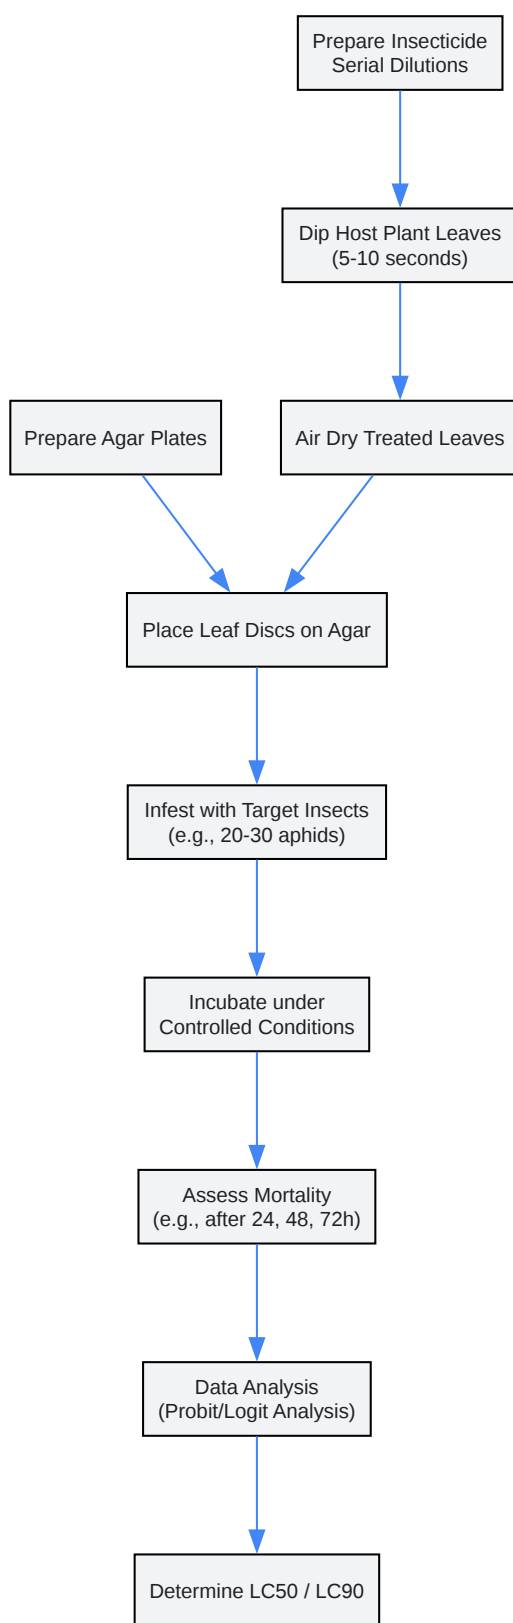 Prepare Insecticide
Serial Dilutions
Dip Host Plant Leaves
(5-10 seconds)
Prepare Agar Plates
Air Dry Treated Leaves
Place Leaf Discs on Agar
Infest with Target Insects
(e.g., 20-30 aphids)
Incubate under
Controlled Conditions
Assess Mortality
(e.g., after 24, 48, 72h)
Data Analysis
(Probit/Logit Analysis)
Determine LC50 / LC90